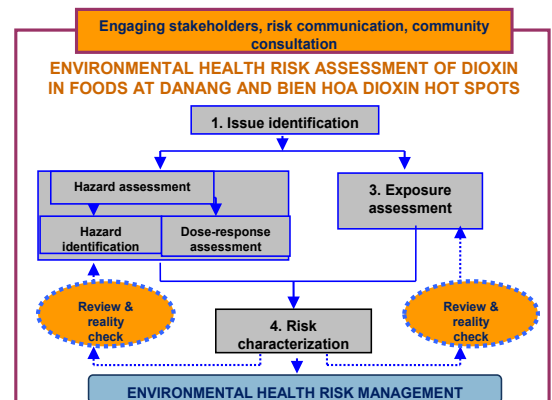 Engaging stakeholders, risk communication, community
consultation
ENVIRONMENTAL HEALTH RISK ASSESSMENT OF DIOXIN
IN FOODS AT DANANG AND BIEN HOA DIOXIN HOT SPOTS
1. Issue identification
Hazard assessment
Hazard
identification
Dose-response
assessment
3. Exposure
assessment
Review &
reality
check
4. Risk
characterization
Review &
reality
check
ENVIRONMENTAL HEALTH RISK MANAGEMENT